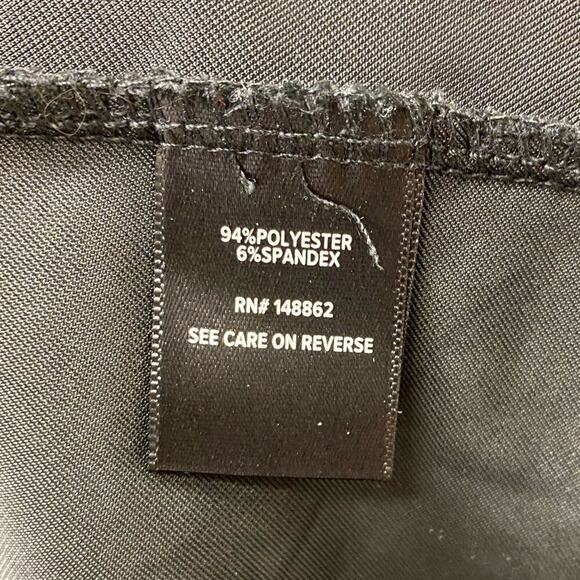 94%POLYESTER
6%SPANDEX
RN# 148862
SEE CARE ON REVERSE